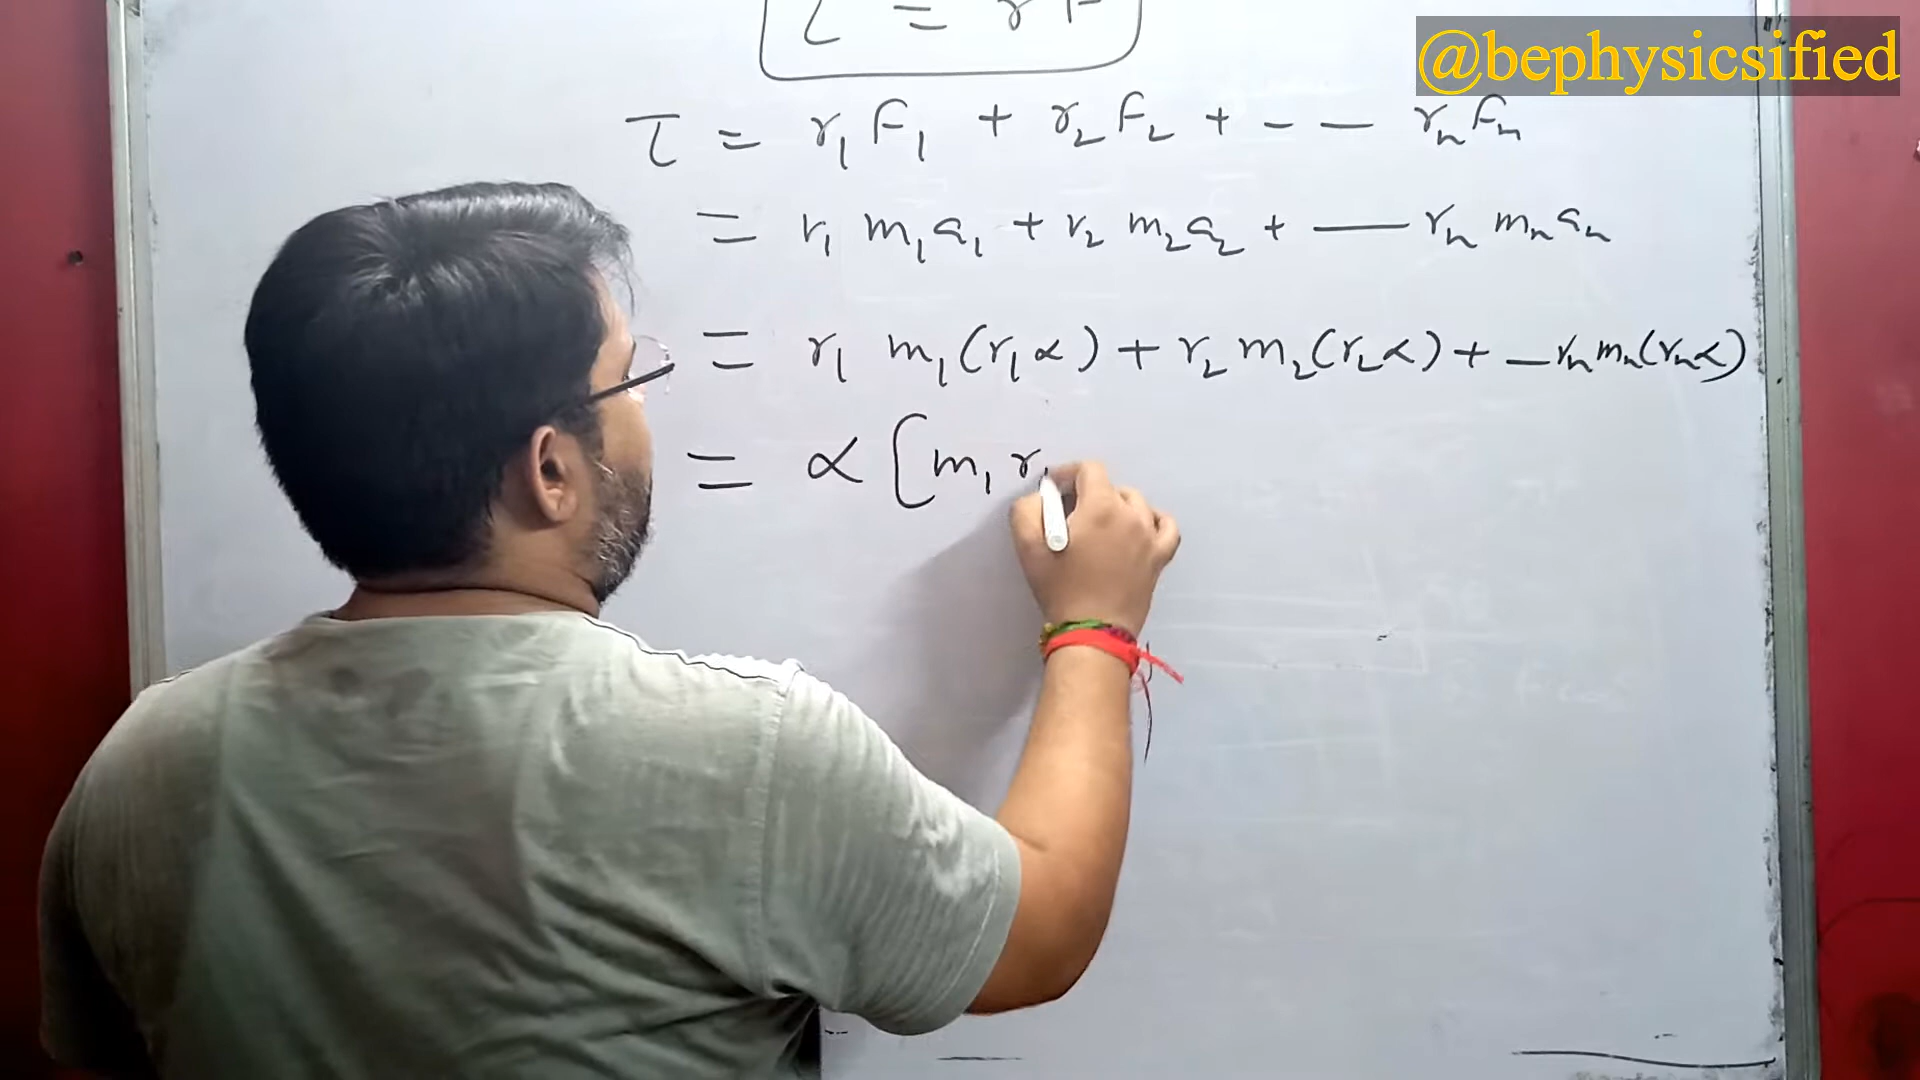 τ = rF
@bephysicsified
τ = r₁F₁ + r₂F₂ + – – rₙFₙ
= r₁ m₁a₁ + r₂ m₂a₂ + — rₙ mₙaₙ
= r₁ m₁(r₁α) + r₂ m₂(r₂α) + – rₙmₙ(rₙα)
= α [m₁ r₁